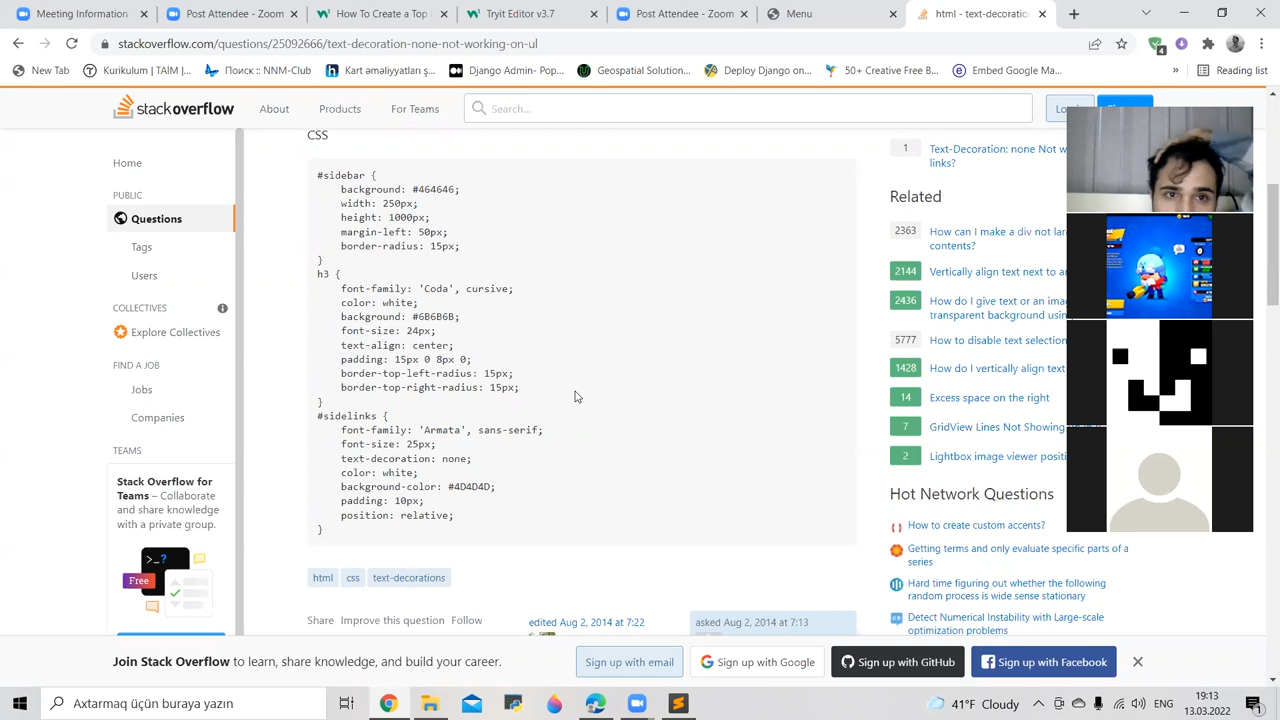 Meeting Information - Zoom
Post Attendee - Zoom
How To Create a Top
Tryit Editor v3.7
Post Attendee - Zoom
Menu
html - text-decoratio
stackoverflow.com/questions/25092666/text-decoration-none-not-working-on-ul
4
New Tab
Kurikulum | TAİM |...
Поиск :: NNM-Club
Kart əməliyyatları ş...
Django Admin- Pop...
Geospatial Solution...
Deploy Django on...
50+ Creative Free B...
Embed Google Ma...
»
Reading list
stack overflow
About
Products
For Teams
Search...
CSS
Home
PUBLIC
Questions
Tags
Users
COLLECTIVES
Explore Collectives
FIND A JOB
Jobs
Companies
TEAMS
Stack Overflow for
Teams – Collaborate
and share knowledge
with a private group.
>_?
Free
#sidebar {
background: #464646;
width: 250px;
height: 1000px;
margin-left: 50px;
border-radius: 15px;
}
h3 {
font-family: 'Coda', cursive;
color: white;
background: #6B6B6B;
font-size: 24px;
text-align: center;
padding: 15px 0 8px 0;
border-top-left-radius: 15px;
border-top-right-radius: 15px;
}
#sidelinks {
font-family: 'Armata', sans-serif;
font-size: 25px;
text-decoration: none;
color: white;
background-color: #4D4D4D;
padding: 10px;
position: relative;
}
html
css
text-decorations
Share Improve this question Follow
edited Aug 2, 2014 at 7:22
asked Aug 2, 2014 at 7:13
1
Text-Decoration: none Not w
links?
Related
2363
How can I make a div not lar
contents?
2144
Vertically align text next to an
2436
How do I give text or an ima
transparent background usin
5777
How to disable text selection
1428
How do I vertically align text
14
Excess space on the right
7
GridView Lines Not Showing
2
Lightbox image viewer positi
Hot Network Questions
How to create custom accents?
Getting terms and only evaluate specific parts of a
series
Hard time figuring out whether the following
random process is wide sense stationary
Detect Numerical Instability with Large-scale
optimization problems
Join Stack Overflow to learn, share knowledge, and build your career.
Sign up with email
Sign up with Google
Sign up with GitHub
Sign up with Facebook
Axtarmaq üçün buraya yazın
41°F Cloudy
ENG
19:13
13.03.2022
1